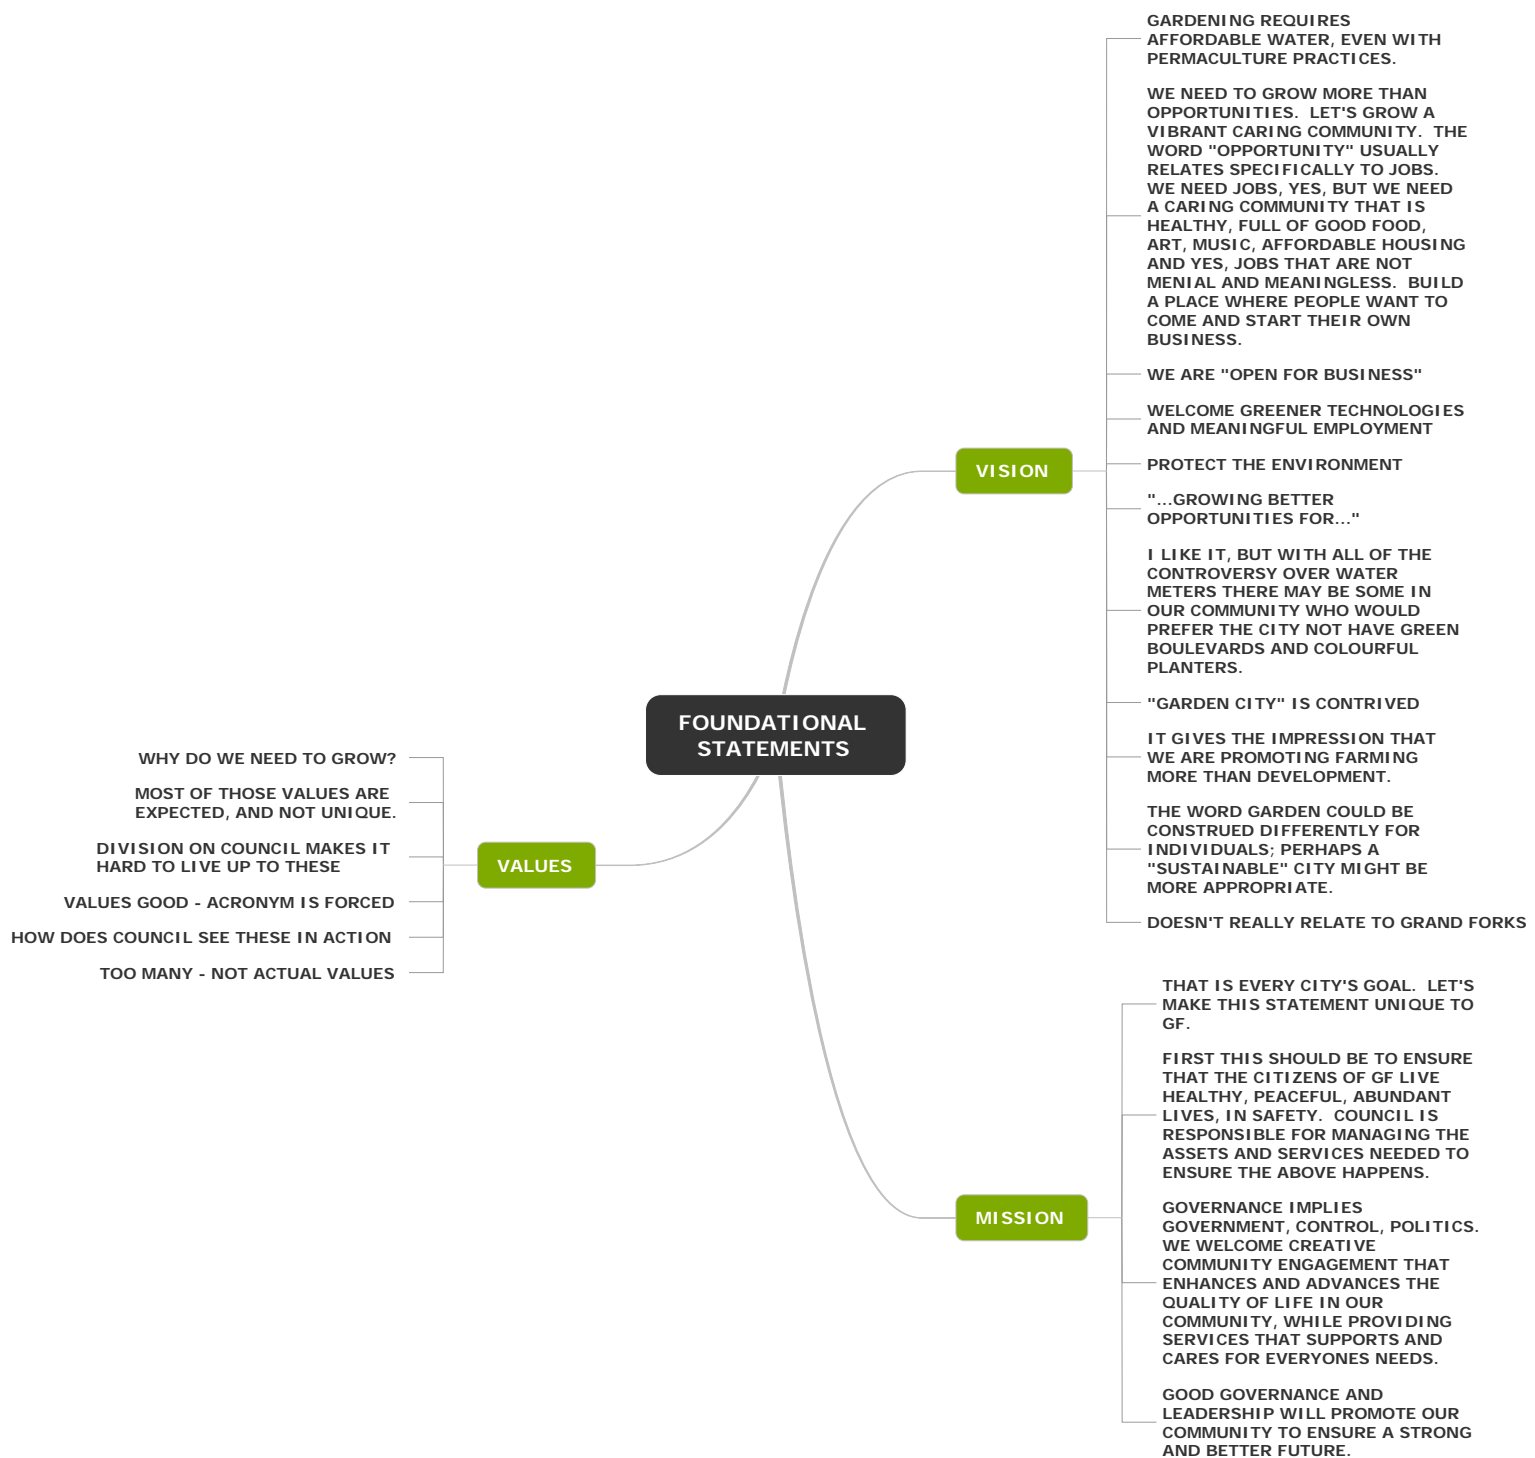 FOUNDATIONAL
STATEMENTS
VISION
GARDENING REQUIRES
AFFORDABLE WATER, EVEN WITH
PERMACULTURE PRACTICES.
WE NEED TO GROW MORE THAN
OPPORTUNITIES.  LET'S GROW A
VIBRANT CARING COMMUNITY.  THE
WORD "OPPORTUNITY" USUALLY
RELATES SPECIFICALLY TO JOBS.
WE NEED JOBS, YES, BUT WE NEED
A CARING COMMUNITY THAT IS
HEALTHY, FULL OF GOOD FOOD,
ART, MUSIC, AFFORDABLE HOUSING
AND YES, JOBS THAT ARE NOT
MENIAL AND MEANINGLESS.  BUILD
A PLACE WHERE PEOPLE WANT TO
COME AND START THEIR OWN
BUSINESS.
WE ARE "OPEN FOR BUSINESS"
WELCOME GREENER TECHNOLOGIES
AND MEANINGFUL EMPLOYMENT
PROTECT THE ENVIRONMENT
"...GROWING BETTER
OPPORTUNITIES FOR..."
I LIKE IT, BUT WITH ALL OF THE
CONTROVERSY OVER WATER
METERS THERE MAY BE SOME IN
OUR COMMUNITY WHO WOULD
PREFER THE CITY NOT HAVE GREEN
BOULEVARDS AND COLOURFUL
PLANTERS.
"GARDEN CITY" IS CONTRIVED
IT GIVES THE IMPRESSION THAT
WE ARE PROMOTING FARMING
MORE THAN DEVELOPMENT.
THE WORD GARDEN COULD BE
CONSTRUED DIFFERENTLY FOR
INDIVIDUALS; PERHAPS A
"SUSTAINABLE" CITY MIGHT BE
MORE APPROPRIATE.
DOESN'T REALLY RELATE TO GRAND FORKS
MISSION
THAT IS EVERY CITY'S GOAL.  LET'S
MAKE THIS STATEMENT UNIQUE TO
GF.
FIRST THIS SHOULD BE TO ENSURE
THAT THE CITIZENS OF GF LIVE
HEALTHY, PEACEFUL, ABUNDANT
LIVES, IN SAFETY.  COUNCIL IS
RESPONSIBLE FOR MANAGING THE
ASSETS AND SERVICES NEEDED TO
ENSURE THE ABOVE HAPPENS.
GOVERNANCE IMPLIES
GOVERNMENT, CONTROL, POLITICS.
WE WELCOME CREATIVE
COMMUNITY ENGAGEMENT THAT
ENHANCES AND ADVANCES THE
QUALITY OF LIFE IN OUR
COMMUNITY, WHILE PROVIDING
SERVICES THAT SUPPORTS AND
CARES FOR EVERYONES NEEDS.
GOOD GOVERNANCE AND
LEADERSHIP WILL PROMOTE OUR
COMMUNITY TO ENSURE A STRONG
AND BETTER FUTURE.
VALUES
WHY DO WE NEED TO GROW?
MOST OF THOSE VALUES ARE
EXPECTED, AND NOT UNIQUE.
DIVISION ON COUNCIL MAKES IT
HARD TO LIVE UP TO THESE
VALUES GOOD - ACRONYM IS FORCED
HOW DOES COUNCIL SEE THESE IN ACTION
TOO MANY - NOT ACTUAL VALUES